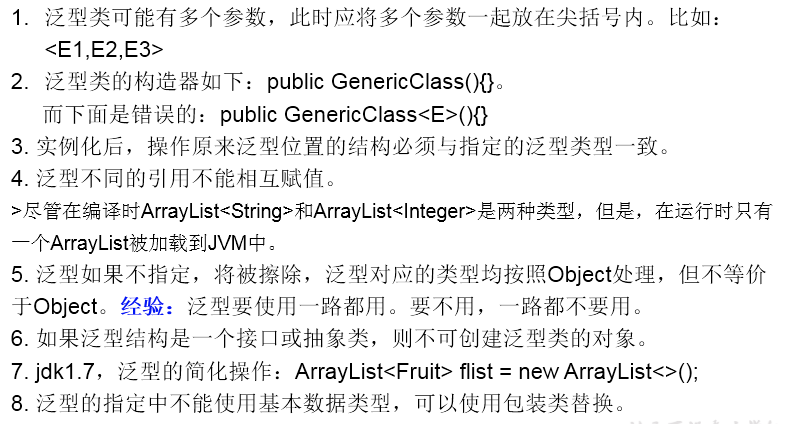 1. 泛型类可能有多个参数，此时应将多个参数一起放在尖括号内。比如：
<E1,E2,E3>
2. 泛型类的构造器如下：public GenericClass(){}。
而下面是错误的：public GenericClass<E>(){}
3. 实例化后，操作原来泛型位置的结构必须与指定的泛型类型一致。
4. 泛型不同的引用不能相互赋值。
>尽管在编译时ArrayList<String>和ArrayList<Integer>是两种类型，但是，在运行时只有
一个ArrayList被加载到JVM中。
5. 泛型如果不指定，将被擦除，泛型对应的类型均按照Object处理，但不等价
于Object。经验：泛型要使用一路都用。要不用，一路都不要用。
6. 如果泛型结构是一个接口或抽象类，则不可创建泛型类的对象。
7. jdk1.7，泛型的简化操作：ArrayList<Fruit> flist = new ArrayList<>();
8. 泛型的指定中不能使用基本数据类型，可以使用包装类替换。